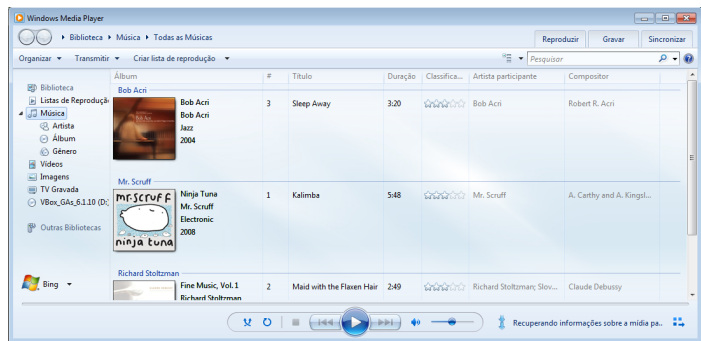 Windows Media Player
Biblioteca Música Todas as Músicas
Reproduzir Gravar Sincronizar
Organizar Transmitir Criar lista de reprodução Pesquisar
Álbum # Título Duração Classifica... Artista participante Compositor
Biblioteca
Listas de Reprodução
Música
Artista
Álbum
Gênero
Vídeos
Imagens
TV Gravada
VBox_GAs_6.1.10 (D:)
Outras Bibliotecas
Bing
Bob Acri
Bob Acri 3 Sleep Away 3:20 Bob Acri Robert R. Acri
Bob Acri
Jazz
2004
Mr. Scruff
mr.scruff
ninja tuna
Ninja Tuna 1 Kalimba 5:48 Mr. Scruff A. Carthy and A. Kingsl...
Mr. Scruff
Electronic
2008
Richard Stoltzman
Fine Music, Vol. 1 2 Maid with the Flaxen Hair 2:49 Richard Stoltzman; Slov... Claude Debussy
Richard Stoltzman
Recuperando informações sobre a mídia pa..